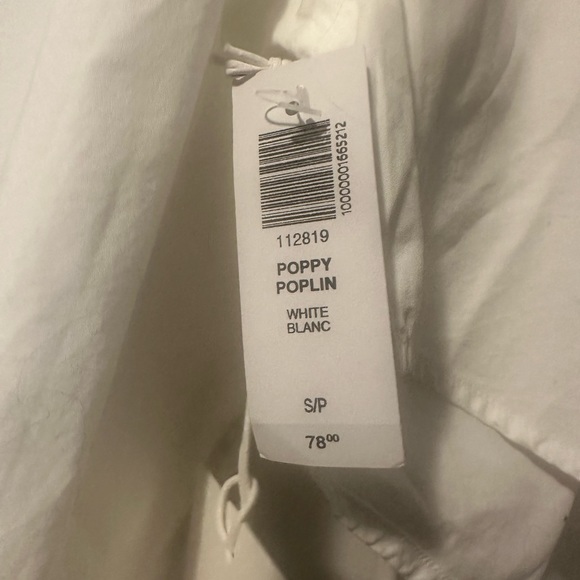 10000001665212
112819
POPPY
POPLIN
WHITE
BLANC
S/P
78⁰⁰